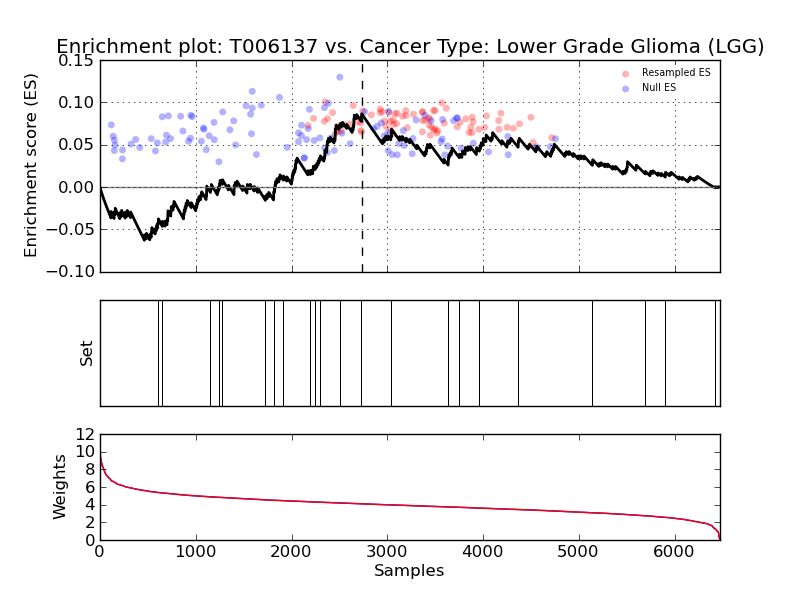 Enrichment plot: T006137 vs. Cancer Type: Lower Grade Glioma (LGG)
Enrichment score (ES)
0.15
0.10
0.05
0.00
−0.05
−0.10
Resampled ES
Null ES
Set
Weights
12
10
8
6
4
2
0
0 1000 2000 3000 4000 5000 6000
Samples